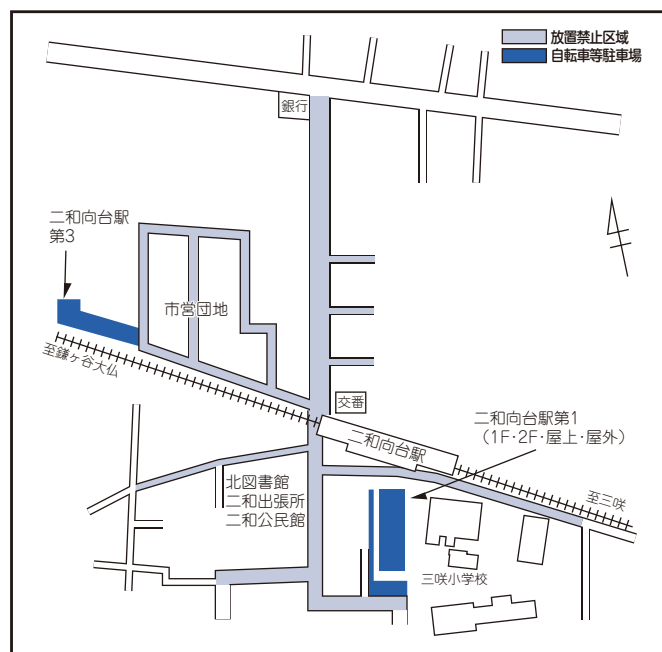 放置禁止区域
自転車等駐車場
銀行
二和向台駅
第3
市営団地
至鎌ヶ谷大仏
交番
二和向台駅
二和向台駅第1
（1F･2F･屋上･屋外）
至三咲
北図書館
二和出張所
二和公民館
三咲小学校